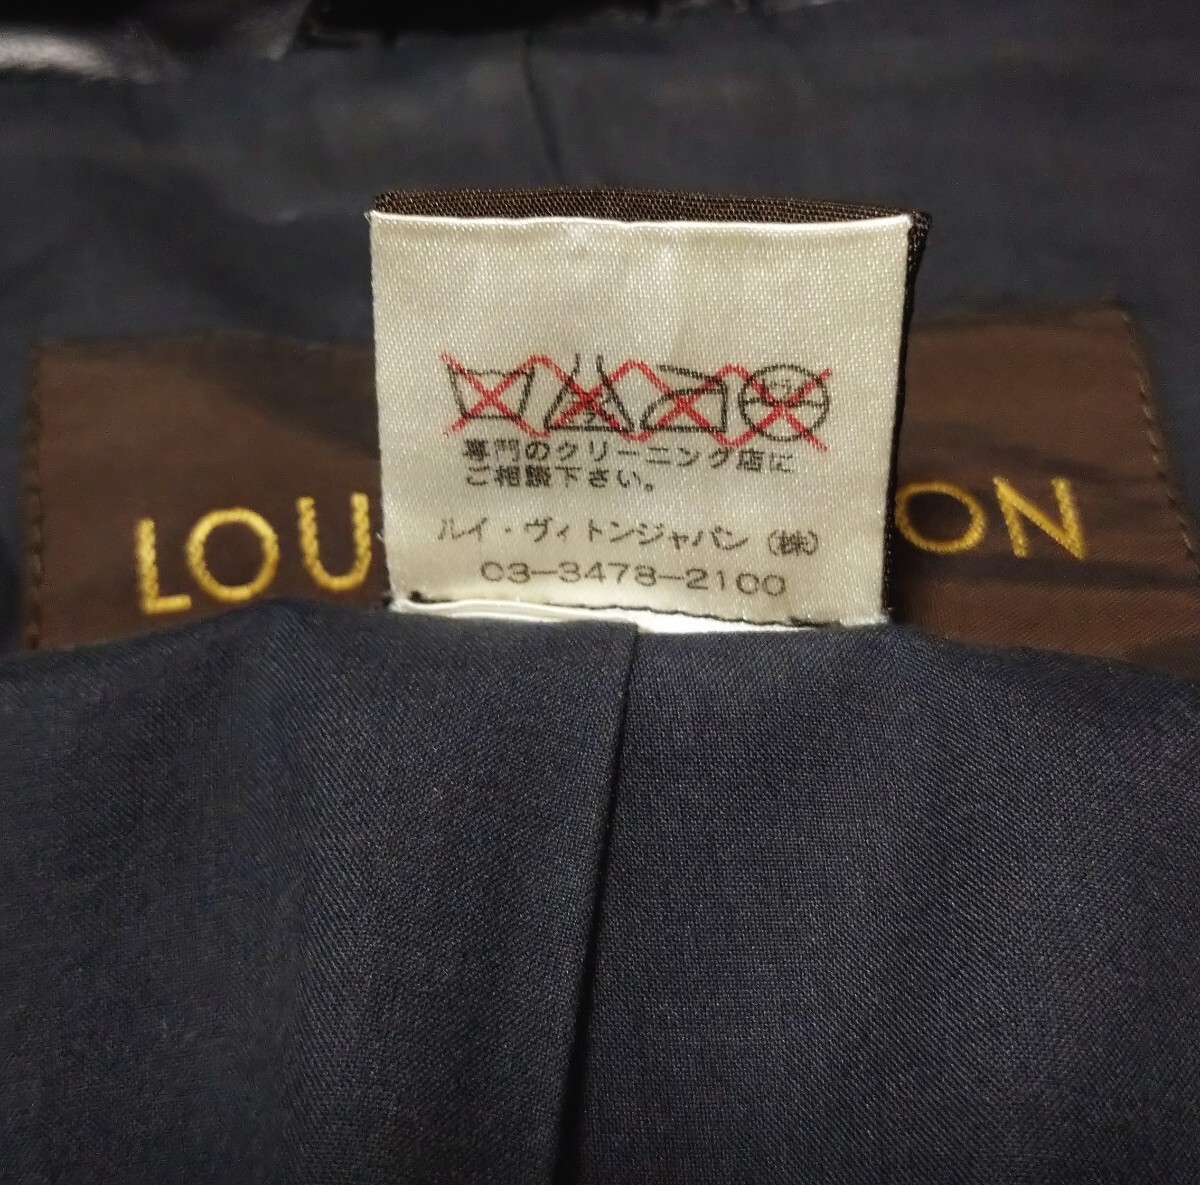 専門のクリーニング店に
ご相談下さい。
ルイ・ヴィトンジャパン(株)
03-3478-2100
LOU ON